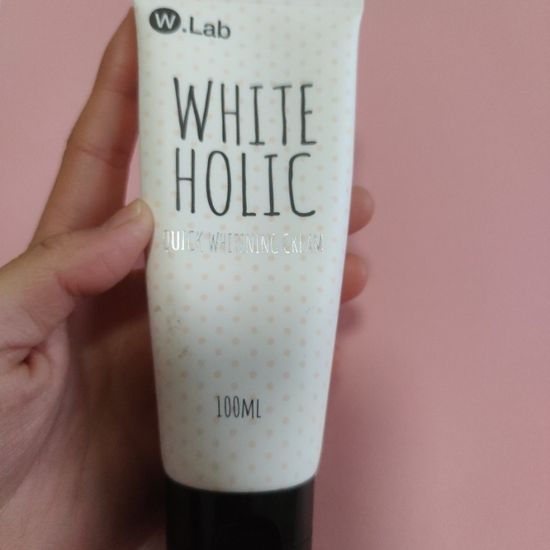 W.Lab
WHITE
HOLIC
QUICK WHITENING CREAM
100ML